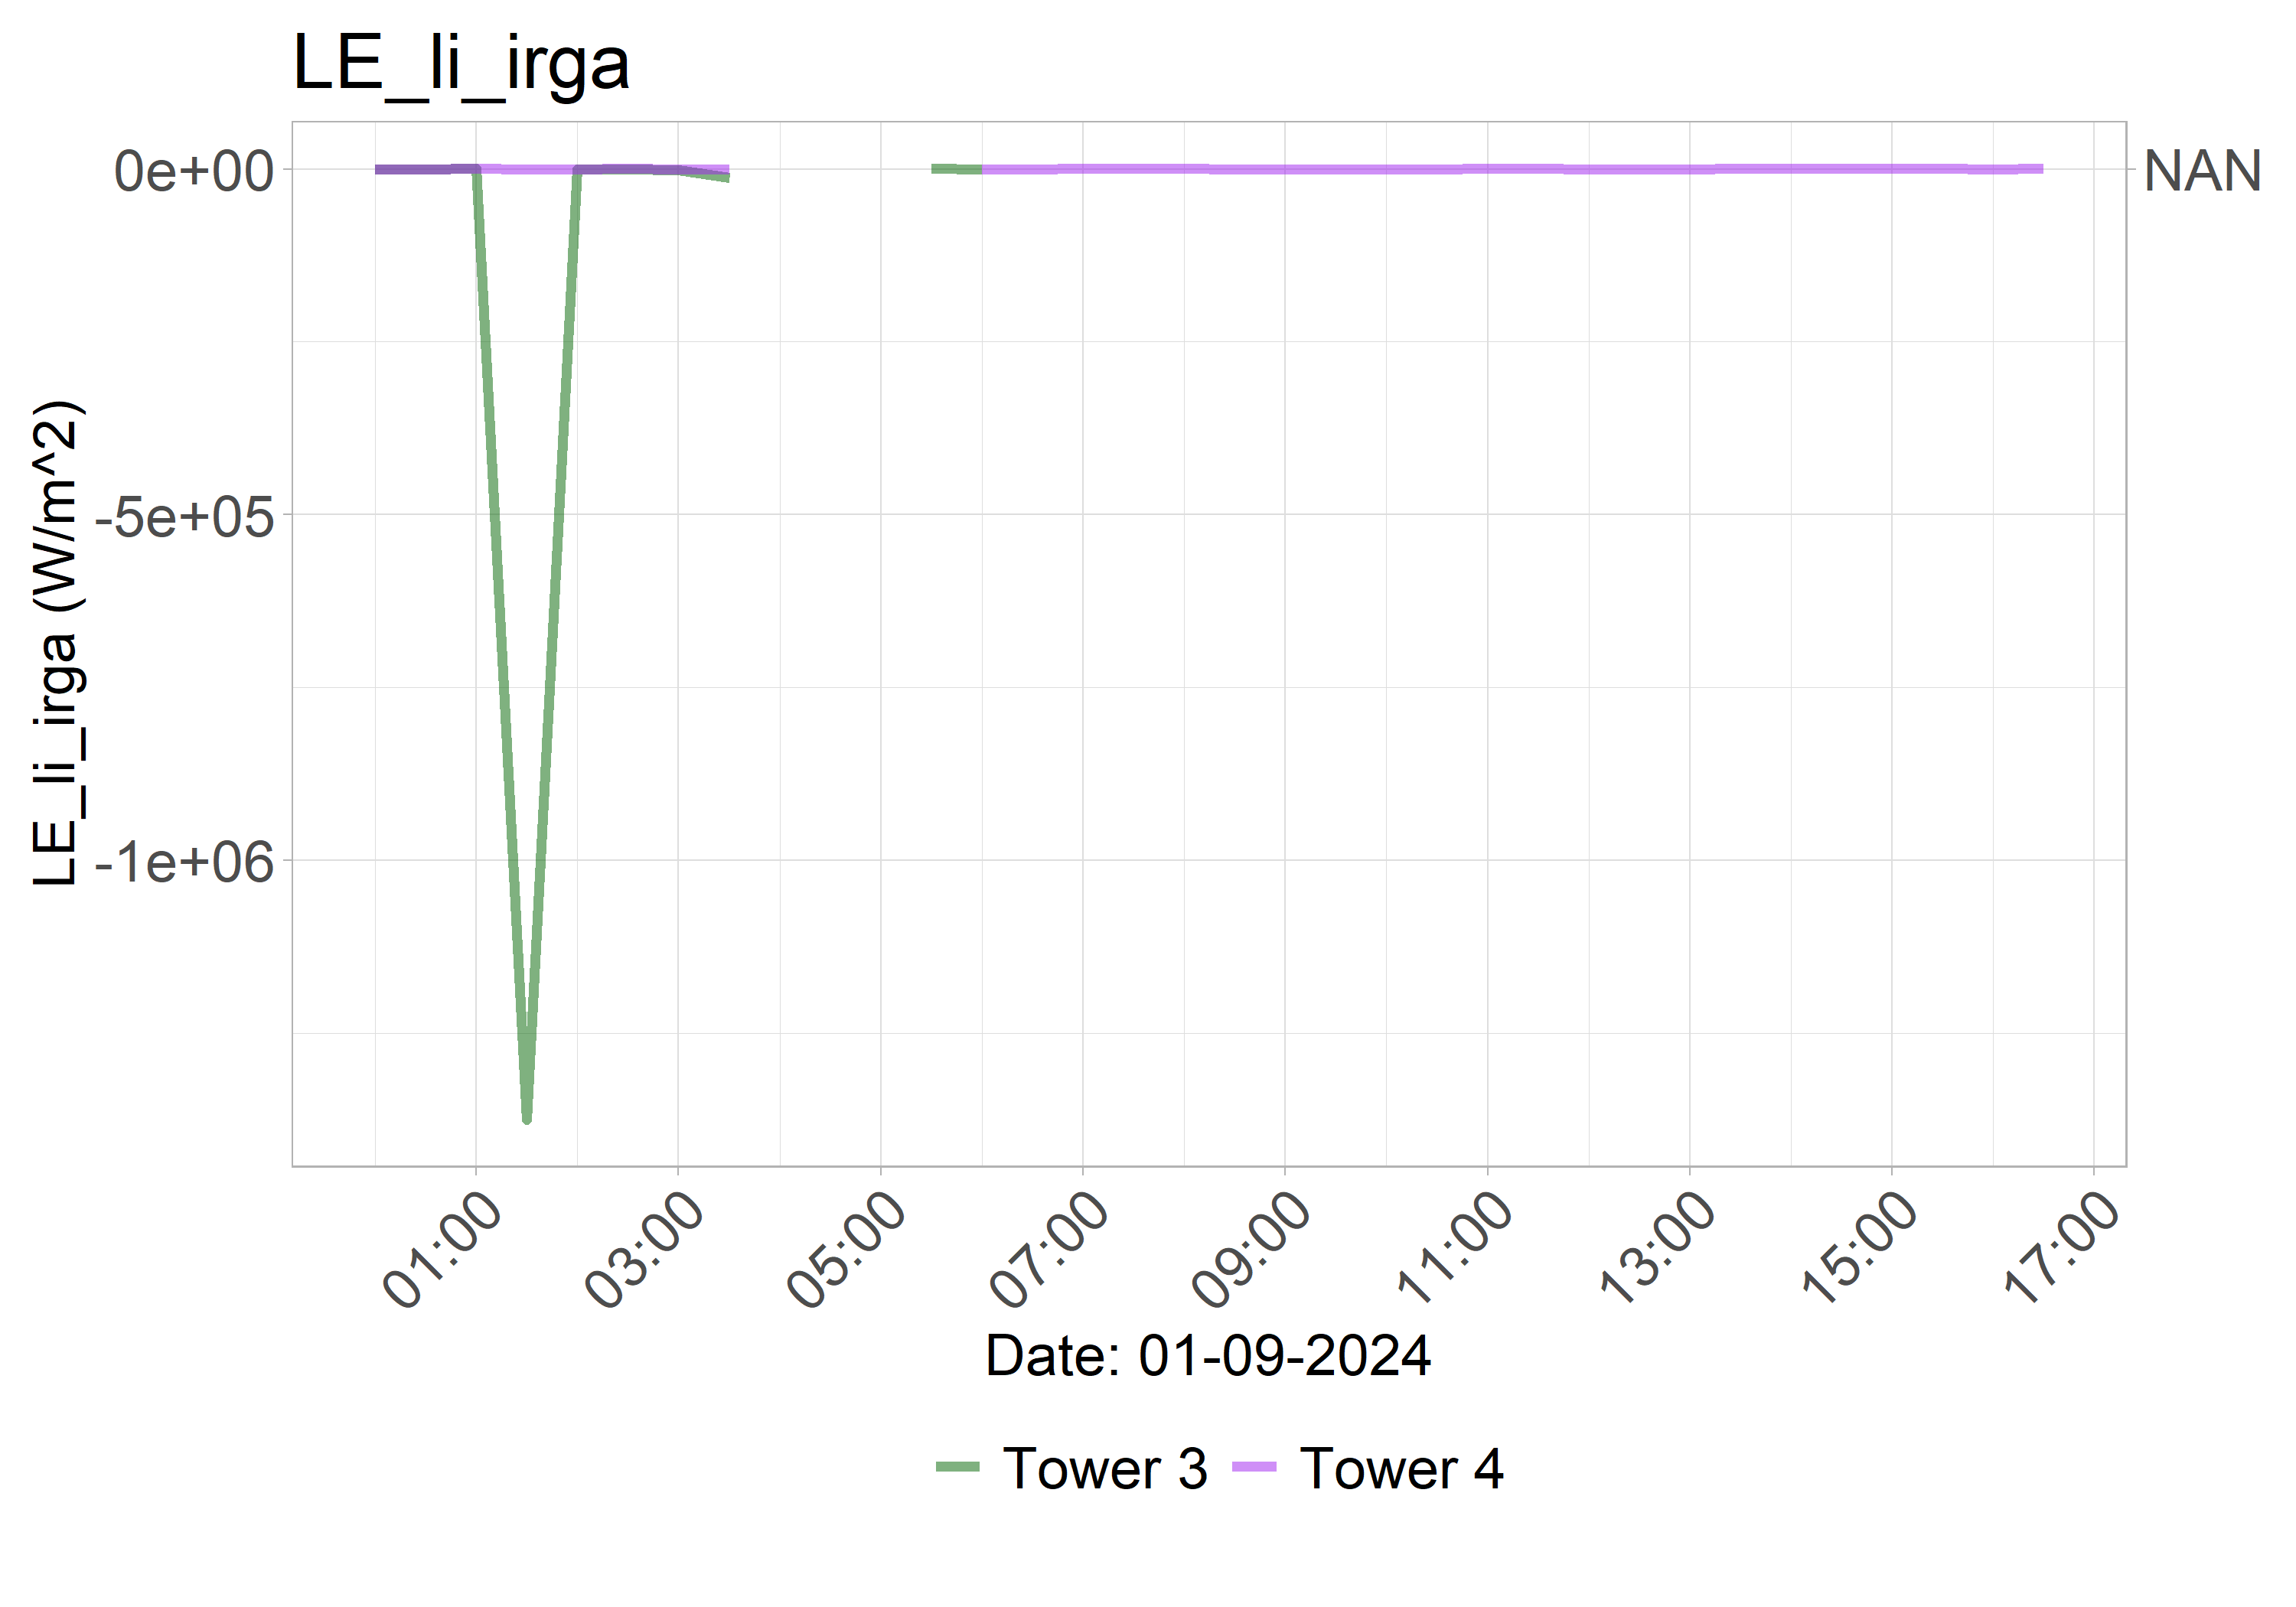 LE_li_irga
0e+00
NAN
-5e+05
-1e+06
LE_li_irga (W/m^2)
01:00
03:00
05:00
07:00
09:00
11:00
13:00
15:00
17:00
Date: 01-09-2024
Tower 3
Tower 4